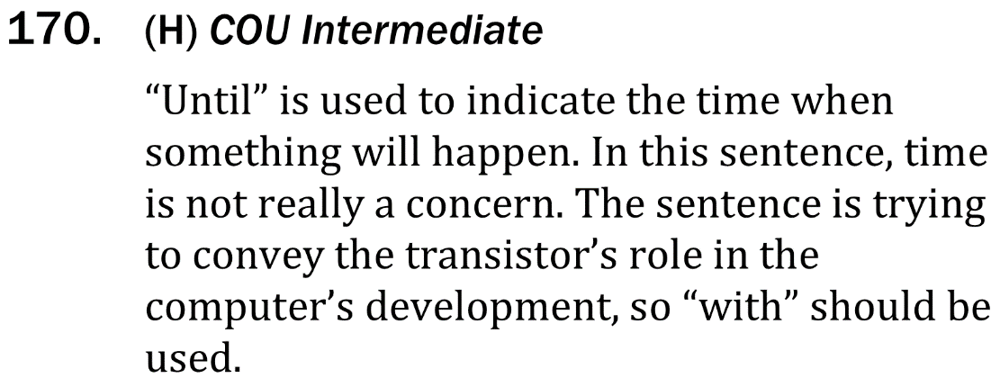 170. (H) COU Intermediate
“Until” is used to indicate the time when
something will happen. In this sentence, time
is not really a concern. The sentence is trying
to convey the transistor’s role in the
computer’s development, so “with” should be
used.